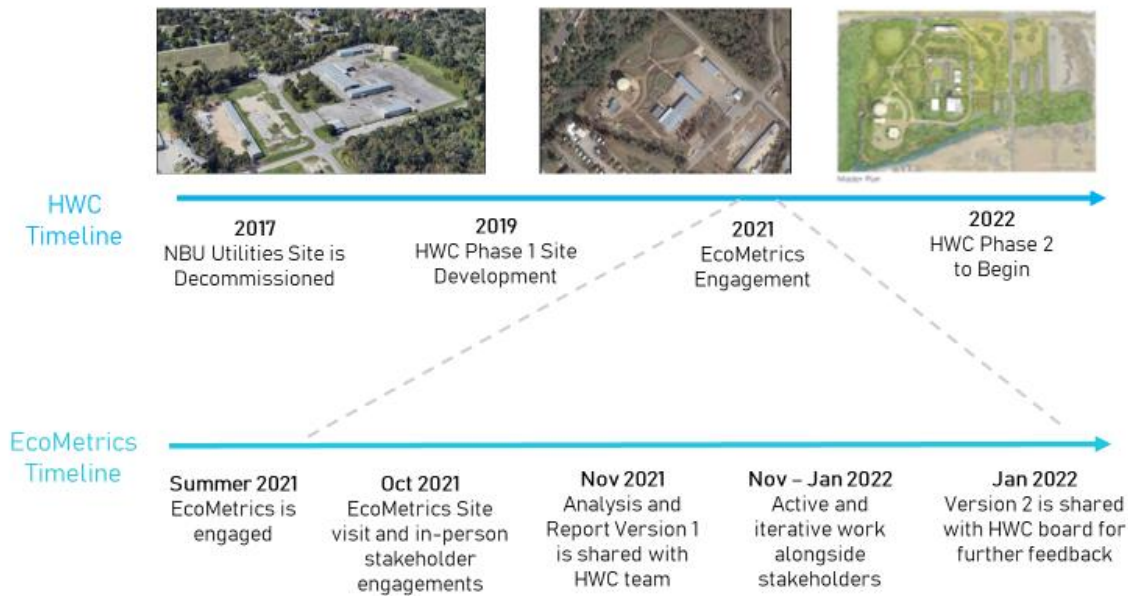 Master Plan
HWC
Timeline
2017
NBU Utilities Site is
Decommissioned
2019
HWC Phase 1 Site
Development
2021
EcoMetrics
Engagement
2022
HWC Phase 2
to Begin
EcoMetrics
Timeline
Summer 2021
EcoMetrics is
engaged
Oct 2021
EcoMetrics Site
visit and in-person
stakeholder
engagements
Nov 2021
Analysis and
Report Version 1
is shared with
HWC team
Nov – Jan 2022
Active and
iterative work
alongside
stakeholders
Jan 2022
Version 2 is shared
with HWC board for
further feedback